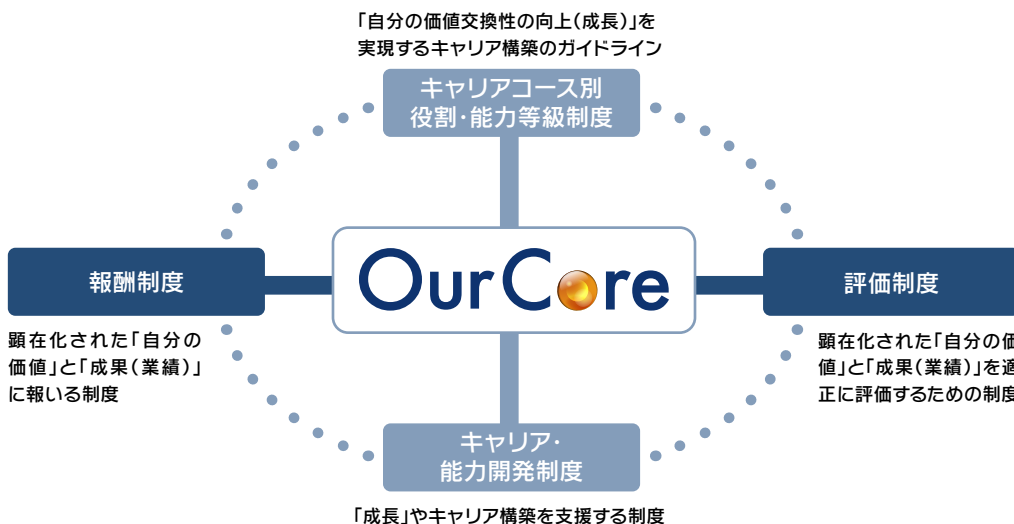 「自分の価値交換性の向上(成長)」を
実現するキャリア構築のガイドライン
キャリアコース別
役割・能力等級制度
報酬制度
OurCore
評価制度
顕在化された「自分の
価値」と「成果(業績)」
に報いる制度
顕在化された「自分の価
値」と「成果(業績)」を適
正に評価するための制度
キャリア・
能力開発制度
「成長」やキャリア構築を支援する制度